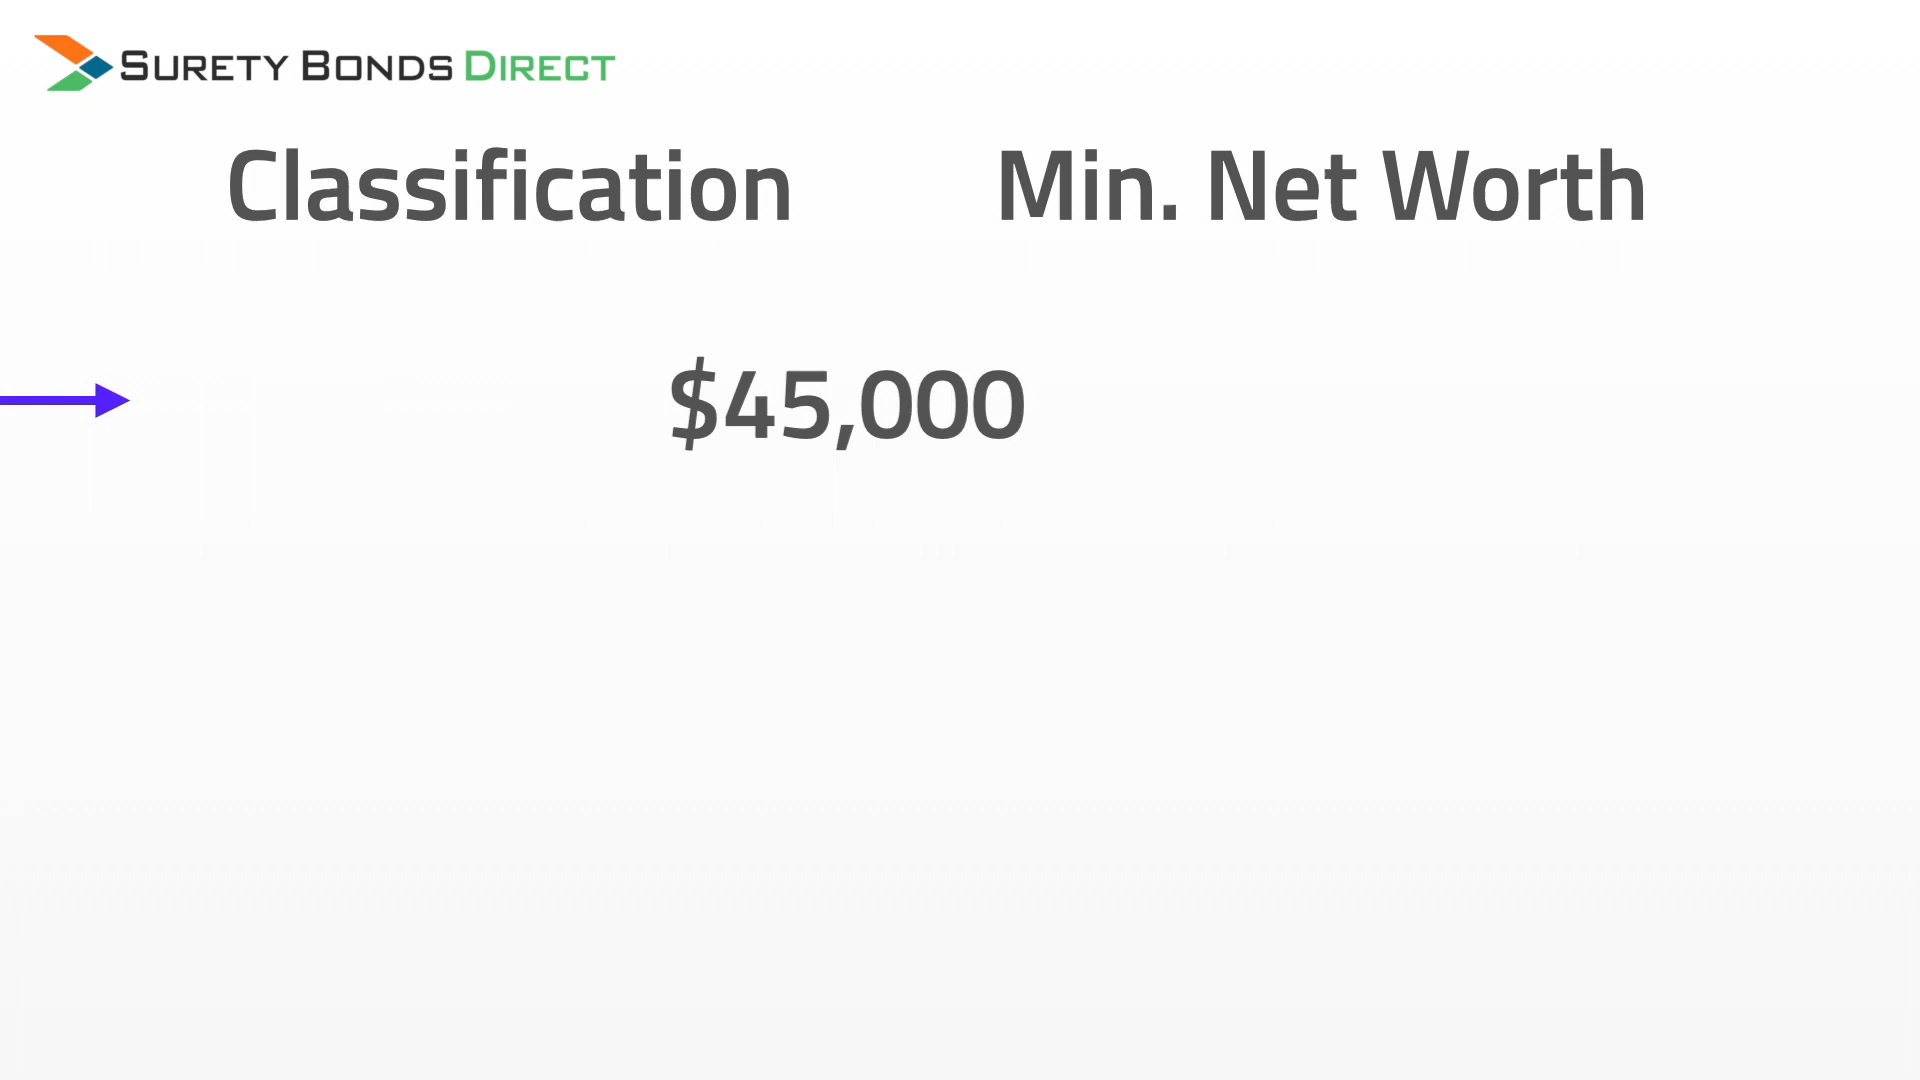 SURETY BONDS DIRECT
Classification Min. Net Worth
$45,000